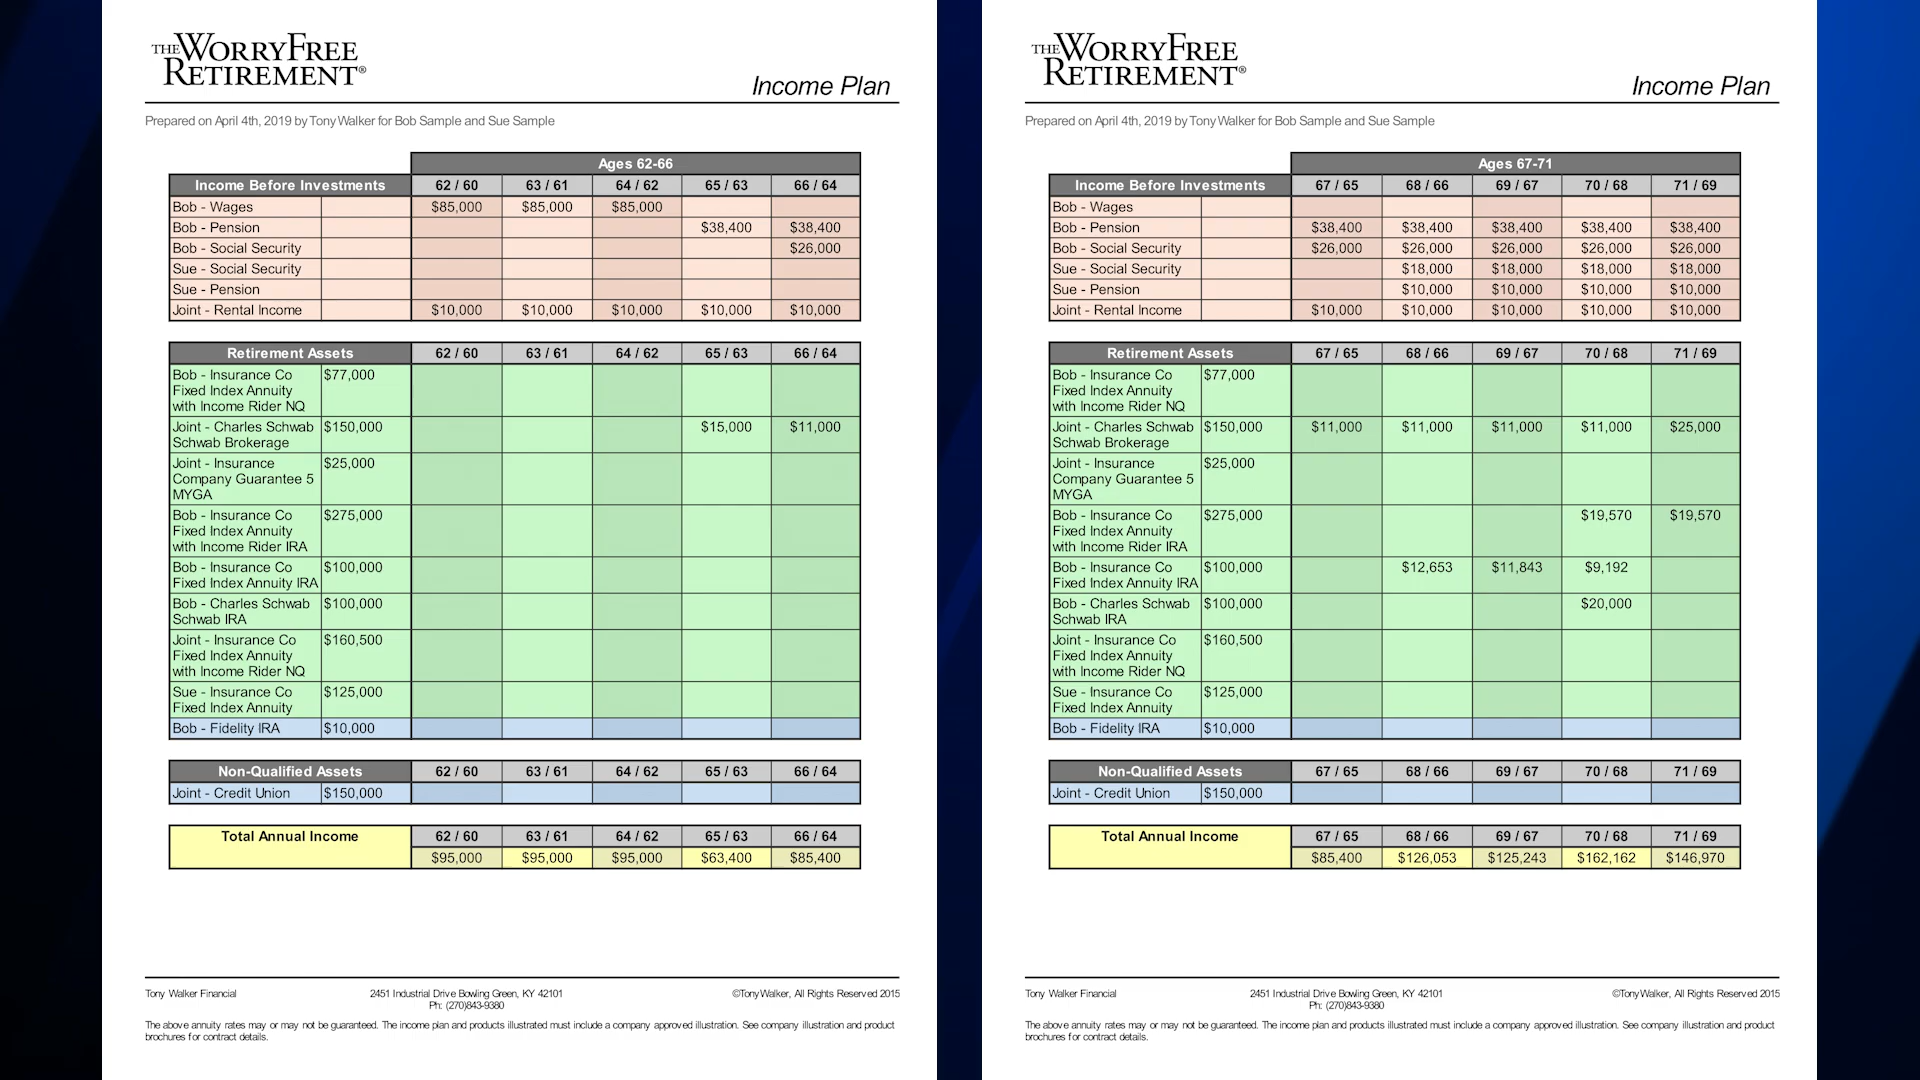 THE WORRYFREE
RETIREMENT®
Income Plan
Prepared on April 4th, 2019 by Tony Walker for Bob Sample and Sue Sample
Ages 62-66
Income Before Investments 62 / 60 63 / 61 64 / 62 65 / 63 66 / 64
Bob - Wages $85,000 $85,000 $85,000
Bob - Pension $38,400 $38,400
Bob - Social Security $26,000
Sue - Social Security
Sue - Pension
Joint - Rental Income $10,000 $10,000 $10,000 $10,000 $10,000
Retirement Assets 62 / 60 63 / 61 64 / 62 65 / 63 66 / 64
Bob - Insurance Co $77,000
Fixed Index Annuity
with Income Rider NQ
Joint - Charles Schwab $150,000 $15,000 $11,000
Schwab Brokerage
Joint - Insurance $25,000
Company Guarantee 5
MYGA
Bob - Insurance Co $275,000
Fixed Index Annuity
with Income Rider IRA
Bob - Insurance Co $100,000
Fixed Index Annuity IRA
Bob - Charles Schwab $100,000
Schwab IRA
Joint - Insurance Co $160,500
Fixed Index Annuity
with Income Rider NQ
Sue - Insurance Co $125,000
Fixed Index Annuity
Bob - Fidelity IRA $10,000
Non-Qualified Assets 62 / 60 63 / 61 64 / 62 65 / 63 66 / 64
Joint - Credit Union $150,000
Total Annual Income 62 / 60 63 / 61 64 / 62 65 / 63 66 / 64
$95,000 $95,000 $95,000 $63,400 $85,400
Tony Walker Financial 2451 Industrial Drive Bowling Green, KY 42101 ©TonyWalker, All Rights Reserved 2015
Ph: (270)843-9380
The above annuity rates may or may not be guaranteed. The income plan and products illustrated must include a company approved illustration. See company illustration and product
brochures for contract details.
THE WORRYFREE
RETIREMENT®
Income Plan
Prepared on April 4th, 2019 by Tony Walker for Bob Sample and Sue Sample
Ages 67-71
Income Before Investments 67 / 65 68 / 66 69 / 67 70 / 68 71 / 69
Bob - Wages
Bob - Pension $38,400 $38,400 $38,400 $38,400 $38,400
Bob - Social Security $26,000 $26,000 $26,000 $26,000 $26,000
Sue - Social Security $18,000 $18,000 $18,000 $18,000
Sue - Pension $10,000 $10,000 $10,000 $10,000
Joint - Rental Income $10,000 $10,000 $10,000 $10,000 $10,000
Retirement Assets 67 / 65 68 / 66 69 / 67 70 / 68 71 / 69
Bob - Insurance Co $77,000
Fixed Index Annuity
with Income Rider NQ
Joint - Charles Schwab $150,000 $11,000 $11,000 $11,000 $11,000 $25,000
Schwab Brokerage
Joint - Insurance $25,000
Company Guarantee 5
MYGA
Bob - Insurance Co $275,000 $19,570 $19,570
Fixed Index Annuity
with Income Rider IRA
Bob - Insurance Co $100,000 $12,653 $11,843 $9,192
Fixed Index Annuity IRA
Bob - Charles Schwab $100,000 $20,000
Schwab IRA
Joint - Insurance Co $160,500
Fixed Index Annuity
with Income Rider NQ
Sue - Insurance Co $125,000
Fixed Index Annuity
Bob - Fidelity IRA $10,000
Non-Qualified Assets 67 / 65 68 / 66 69 / 67 70 / 68 71 / 69
Joint - Credit Union $150,000
Total Annual Income 67 / 65 68 / 66 69 / 67 70 / 68 71 / 69
$85,400 $126,053 $125,243 $162,162 $146,970
Tony Walker Financial 2451 Industrial Drive Bowling Green, KY 42101 ©TonyWalker, All Rights Reserved 2015
Ph: (270)843-9380
The above annuity rates may or may not be guaranteed. The income plan and products illustrated must include a company approved illustration. See company illustration and product
brochures for contract details.